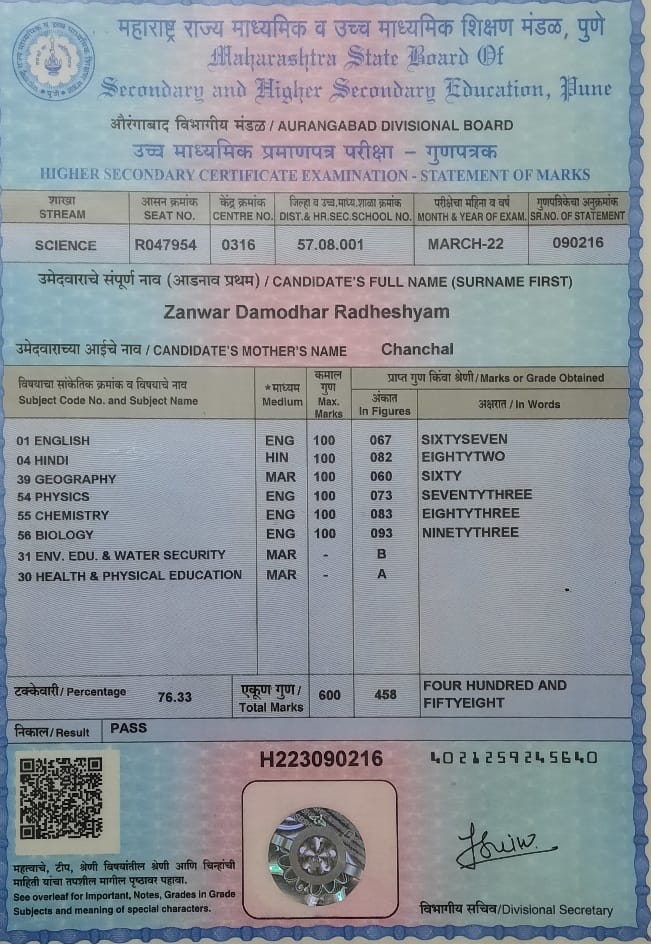 महाराष्ट्र राज्य माध्यमिक व उच्च माध्यमिक शिक्षण मंडळ, पुणे
Maharashtra State Board Of
Secondary and Higher Secondary Education, Pune
औरंगाबाद विभागीय मंडळ / AURANGABAD DIVISIONAL BOARD
उच्च माध्यमिक प्रमाणपत्र परीक्षा – गुणपत्रक
HIGHER SECONDARY CERTIFICATE EXAMINATION - STATEMENT OF MARKS
शाखा आसन क्रमांक केंद्र क्रमांक जिल्हा व उच्च.माध्य.शाळा क्रमांक परीक्षेचा महिना व वर्ष गुणपत्रिकेचा अनुक्रमांक
STREAM SEAT NO. CENTRE NO. DIST.& HR.SEC.SCHOOL NO. MONTH & YEAR OF EXAM. SR.NO. OF STATEMENT
SCIENCE R047954 0316 57.08.001 MARCH-22 090216
उमेदवाराचे संपूर्ण नाव (आडनाव प्रथम) / CANDIDATE'S FULL NAME (SURNAME FIRST)
Zanwar Damodhar Radheshyam
उमेदवाराच्या आईचे नाव / CANDIDATE'S MOTHER'S NAME Chanchal
विषयाचा सांकेतिक क्रमांक व विषयाचे नाव
Subject Code No. and Subject Name
*माध्यम
Medium
कमाल
गुण
Max.
Marks
प्राप्त गुण किंवा श्रेणी / Marks or Grade Obtained
अंकात
In Figures
अक्षरात / In Words
01 ENGLISH ENG 100 067 SIXTYSEVEN
04 HINDI HIN 100 082 EIGHTYTWO
39 GEOGRAPHY MAR 100 060 SIXTY
54 PHYSICS ENG 100 073 SEVENTYTHREE
55 CHEMISTRY ENG 100 083 EIGHTYTHREE
56 BIOLOGY ENG 100 093 NINETYTHREE
31 ENV. EDU. & WATER SECURITY MAR - B
30 HEALTH & PHYSICAL EDUCATION MAR - A
टक्केवारी / Percentage 76.33
एकूण गुण /
Total Marks
600 458
FOUR HUNDRED AND
FIFTYEIGHT
निकाल / Result PASS
H223090216
4021259245640
महत्वाचे, टीप, श्रेणी विषयांतील श्रेणी आणि चिन्हांची
माहिती यांचा तपशील मागील पृष्ठावर पहावा.
See overleaf for Important, Notes, Grades in Grade
Subjects and meaning of special characters.
विभागीय सचिव/Divisional Secretary